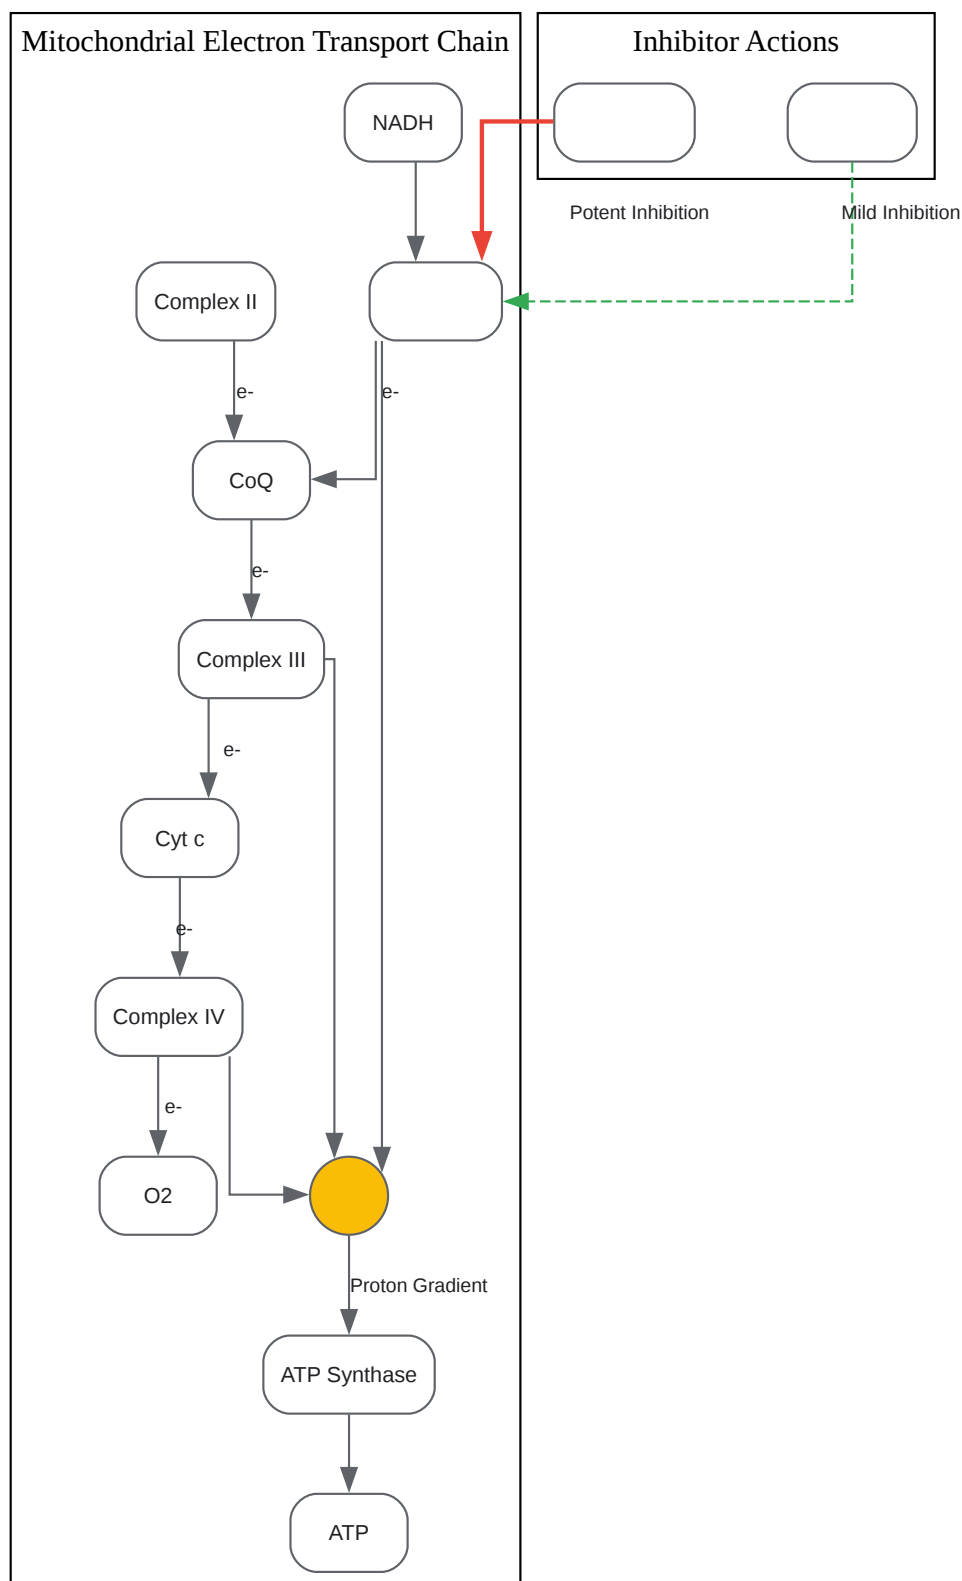 Mitochondrial Electron Transport Chain
Inhibitor Actions
NADH
Potent Inhibition
Mild Inhibition
Complex II
e-
e-
CoQ
e-
Complex III
e-
Cyt c
e-
Complex IV
e-
O2
Proton Gradient
ATP Synthase
ATP